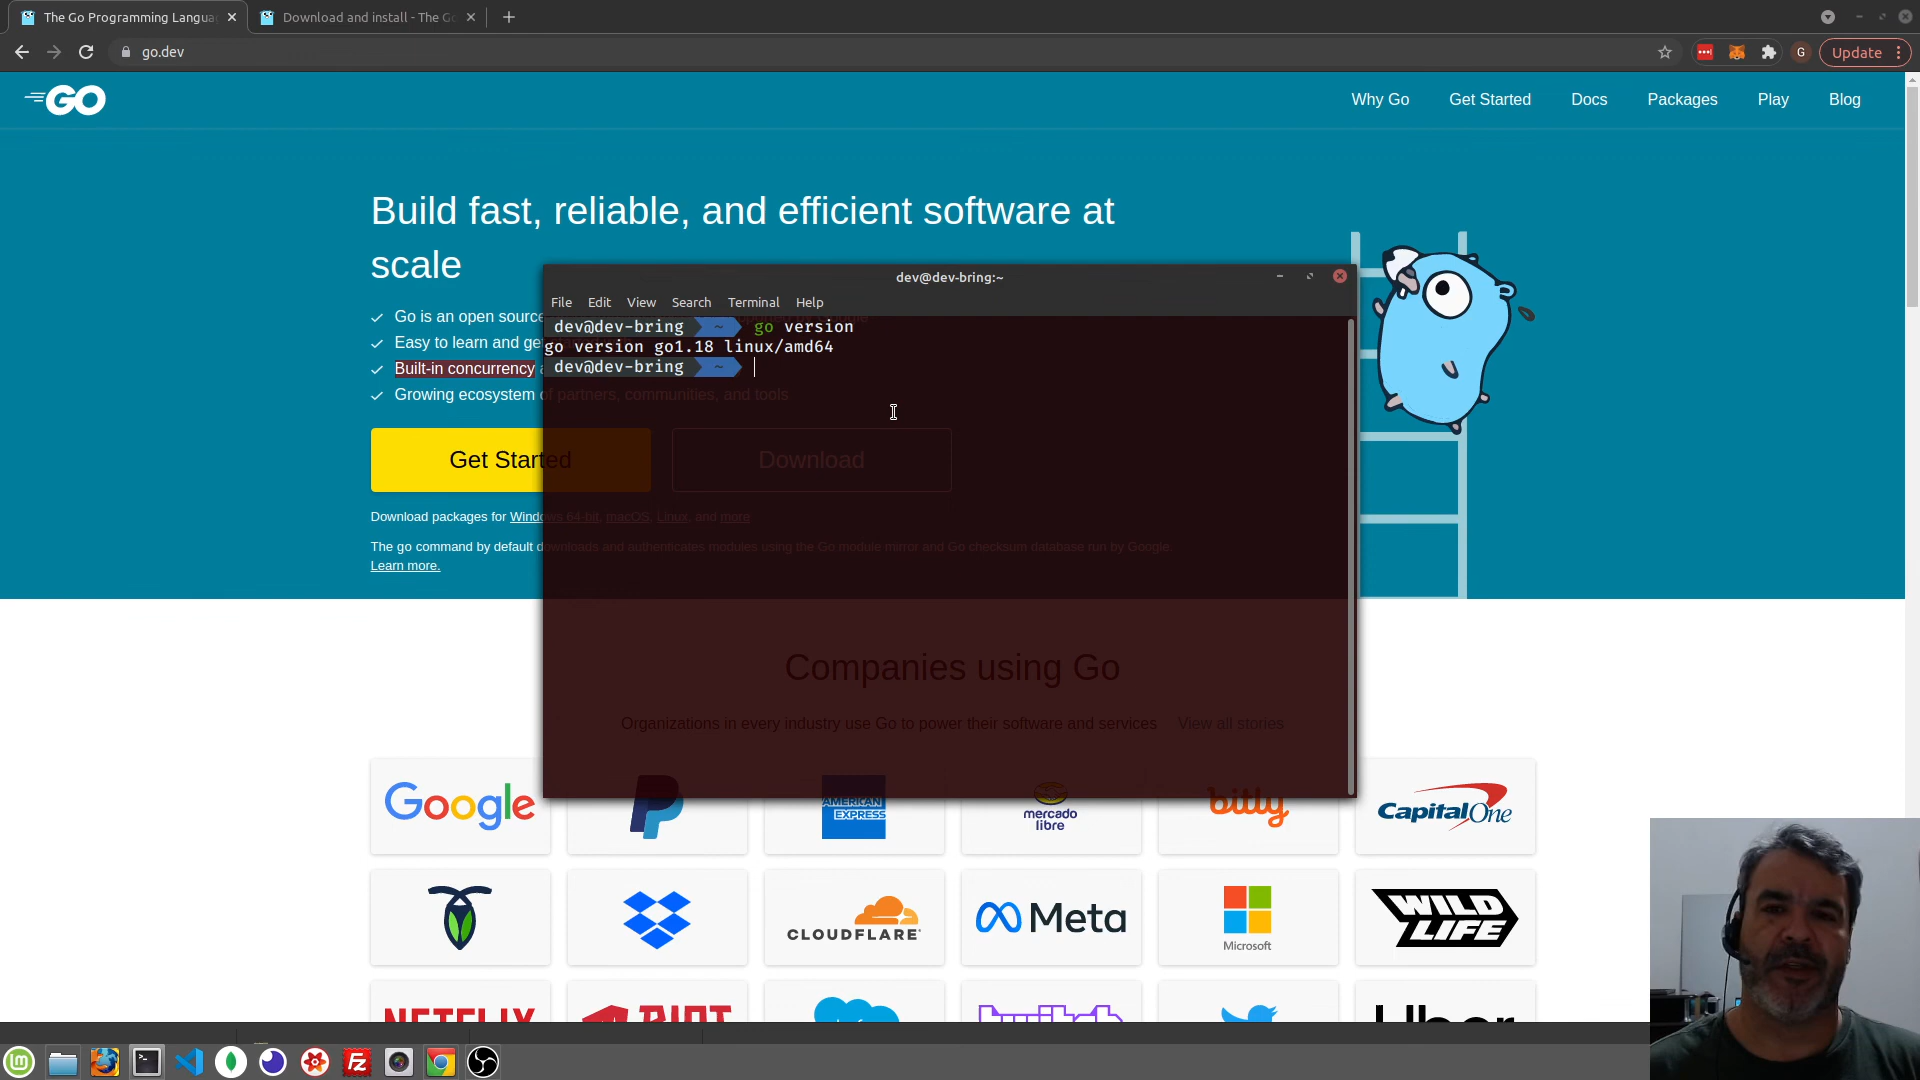 The Go Programming Langua
Download and install - The Go
go.dev
G
Update
GO
Why Go
Get Started
Docs
Packages
Play
Blog
Build fast, reliable, and efficient software at
scale
dev@dev-bring:~
File Edit View Search Terminal Help
Go is an open source
dev@dev-bring ~ go version
Easy to learn and get
go version go1.18 linux/amd64
Built-in concurrency
dev@dev-bring ~
Growing ecosystem of partners, communities, and tools
Get Started
Download
Download packages for Windows 64-bit, macOS, Linux, and more
The go command by default downloads and authenticates modules using the Go module mirror and Go checksum database run by Google.
Learn more.
Companies using Go
Organizations in every industry use Go to power their software and services
View all stories
Google
AMERICAN
EXPRESS
mercado
libre
bitly
Capital One
CLOUDFLARE
Meta
Microsoft
WILD
LIFE
NETFLIX
RIOT
twitch
Uber
lm
Fz